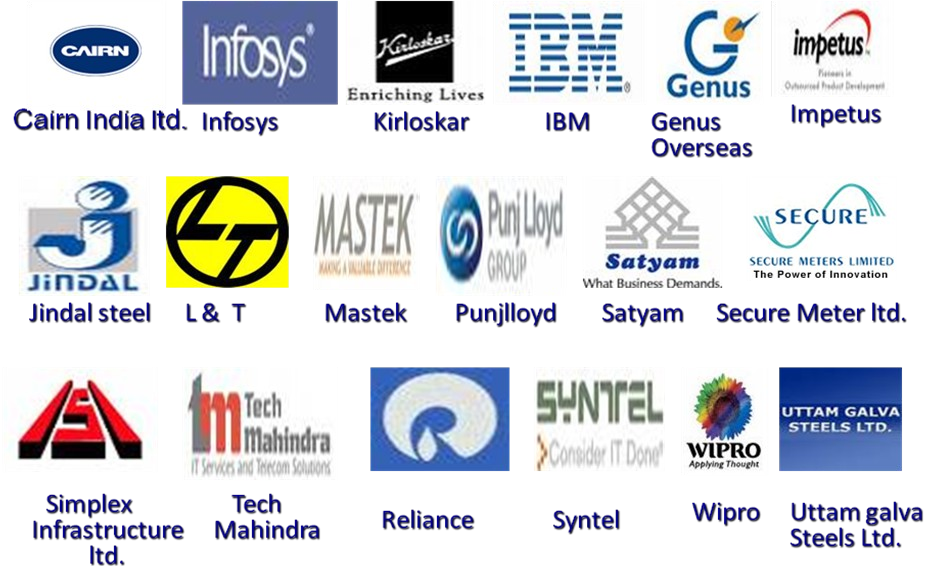 CAIRN
Infosys®
Kirloskar
Enriching Lives
IBM®
Genus
impetus
Pioneers in
Outsourced Product Development
Cairn India ltd.
Infosys
Kirloskar
IBM
Genus
Overseas
Impetus
JINDAL
LT
MASTEK
MAKING A VALUABLE DIFFERENCE
Punj Lloyd
GROUP
Satyam
What Business Demands.
SECURE
SECURE METERS LIMITED
The Power of Innovation
Jindal steel
L & T
Mastek
Punjlloyd
Satyam
Secure Meter ltd.
Tech
Mahindra
IT Services and Telecom Solutions
SYNTEL
Consider IT Done®
WIPRO
Applying Thought
UTTAM GALVA
STEELS LTD.
Simplex
Infrastructure
ltd.
Tech
Mahindra
Reliance
Syntel
Wipro
Uttam galva
Steels Ltd.